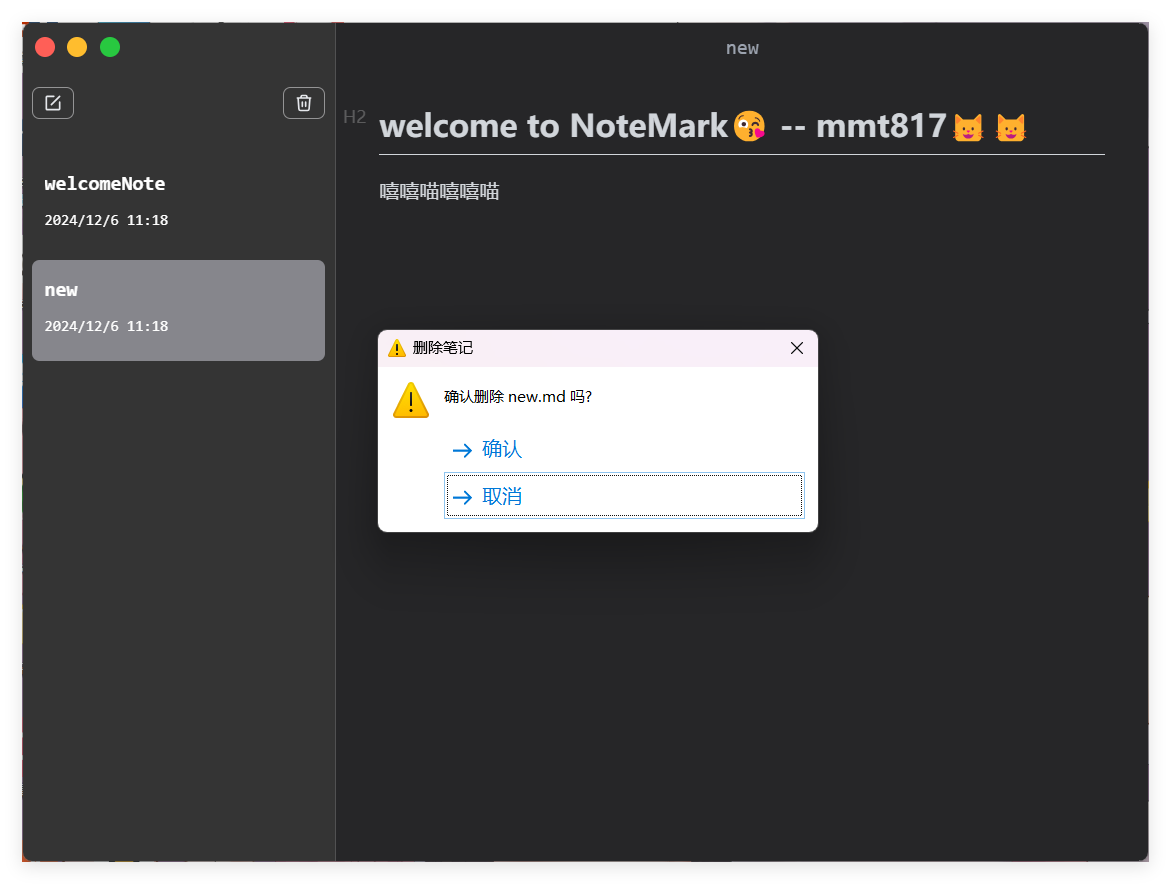 new
welcomeNote
2024/12/6 11:18
new
2024/12/6 11:18
H2
welcome to NoteMark😘 -- mmt817😺 😺
嘻嘻喵嘻嘻喵
删除笔记
确认删除 new.md 吗?
确认
取消